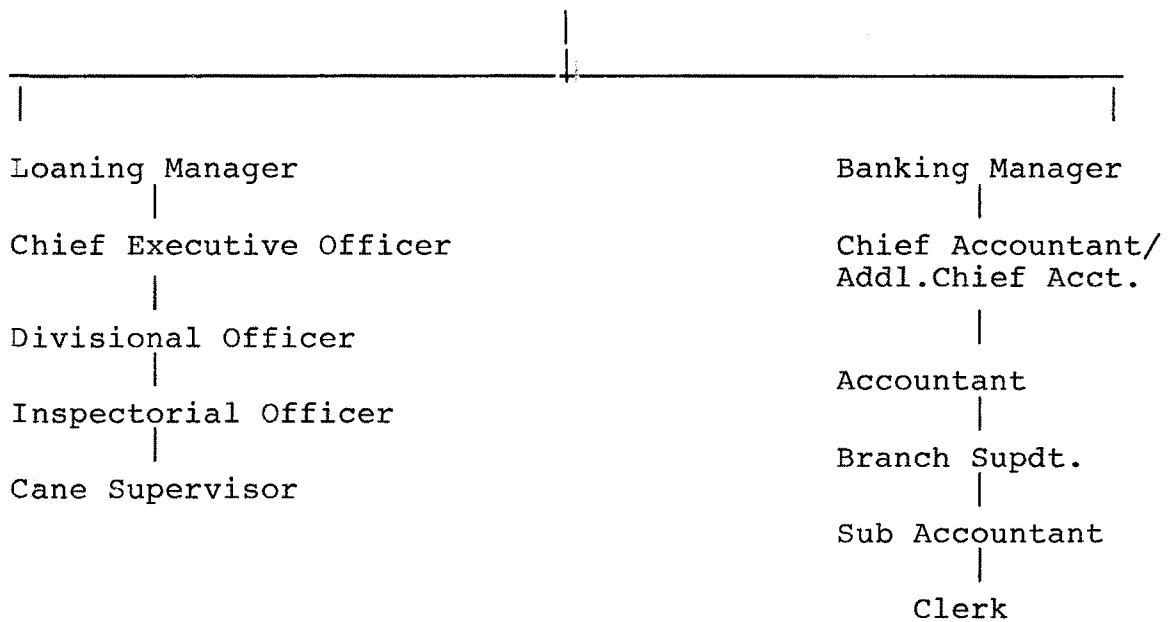 Loaning Manager
Chief Executive Officer
Divisional Officer
Inspectorial Officer
Cane Supervisor
Banking Manager
Chief Accountant/
Addl.Chief Acct.
Accountant
Branch Supdt.
Sub Accountant
Clerk